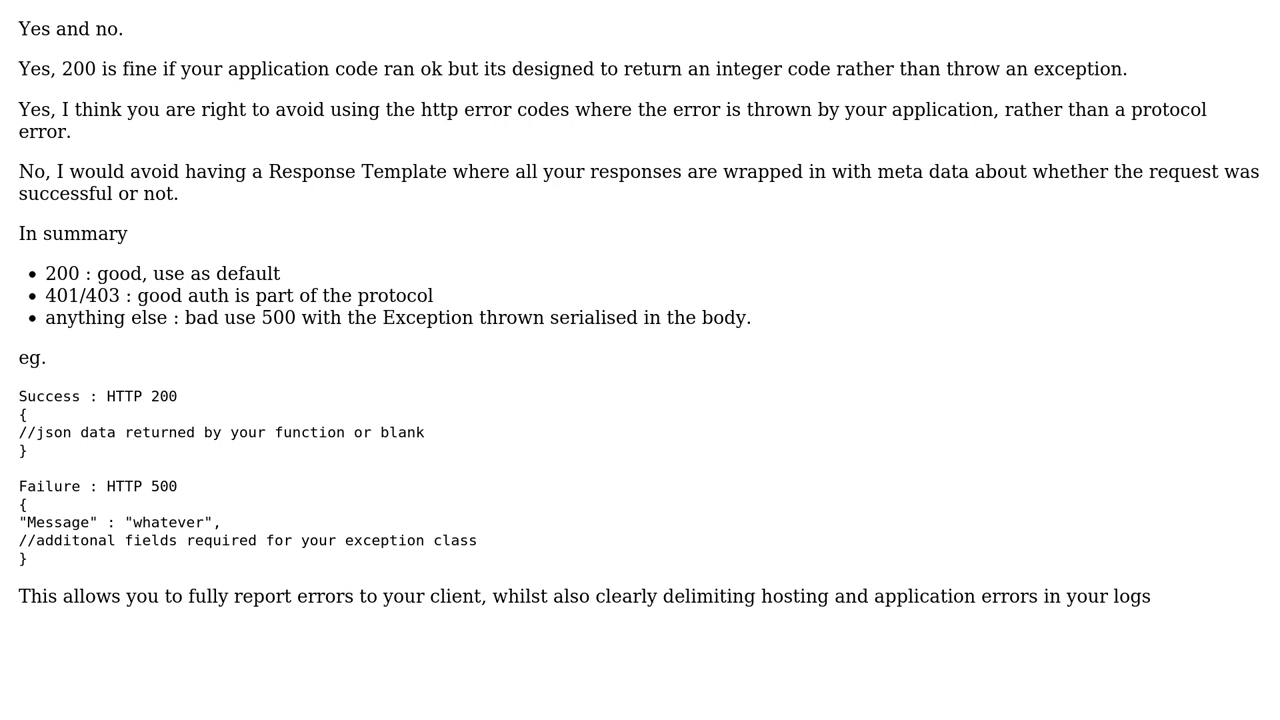 Yes and no.
Yes, 200 is fine if your application code ran ok but its designed to return an integer code rather than throw an exception.
Yes, I think you are right to avoid using the http error codes where the error is thrown by your application, rather than a protocol
error.
No, I would avoid having a Response Template where all your responses are wrapped in with meta data about whether the request was
successful or not.
In summary
• 200 : good, use as default
• 401/403 : good auth is part of the protocol
• anything else : bad use 500 with the Exception thrown serialised in the body.
eg.
Success : HTTP 200
{
//json data returned by your function or blank
}
Failure : HTTP 500
{
"Message" : "whatever",
//additonal fields required for your exception class
}
This allows you to fully report errors to your client, whilst also clearly delimiting hosting and application errors in your logs